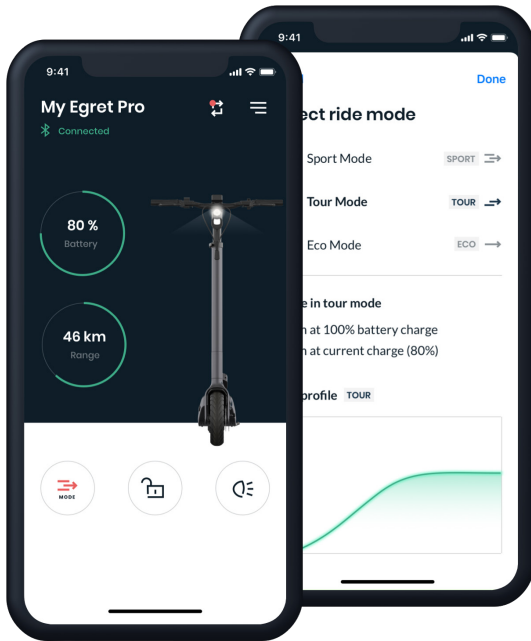 9:41
My Egret Pro
Connected
80 %
Battery
46 km
Range
MODE
9:41
Done
ect ride mode
Sport Mode SPORT
Tour Mode TOUR
Eco Mode ECO
e in tour mode
at 100% battery charge
at current charge (80%)
profile TOUR